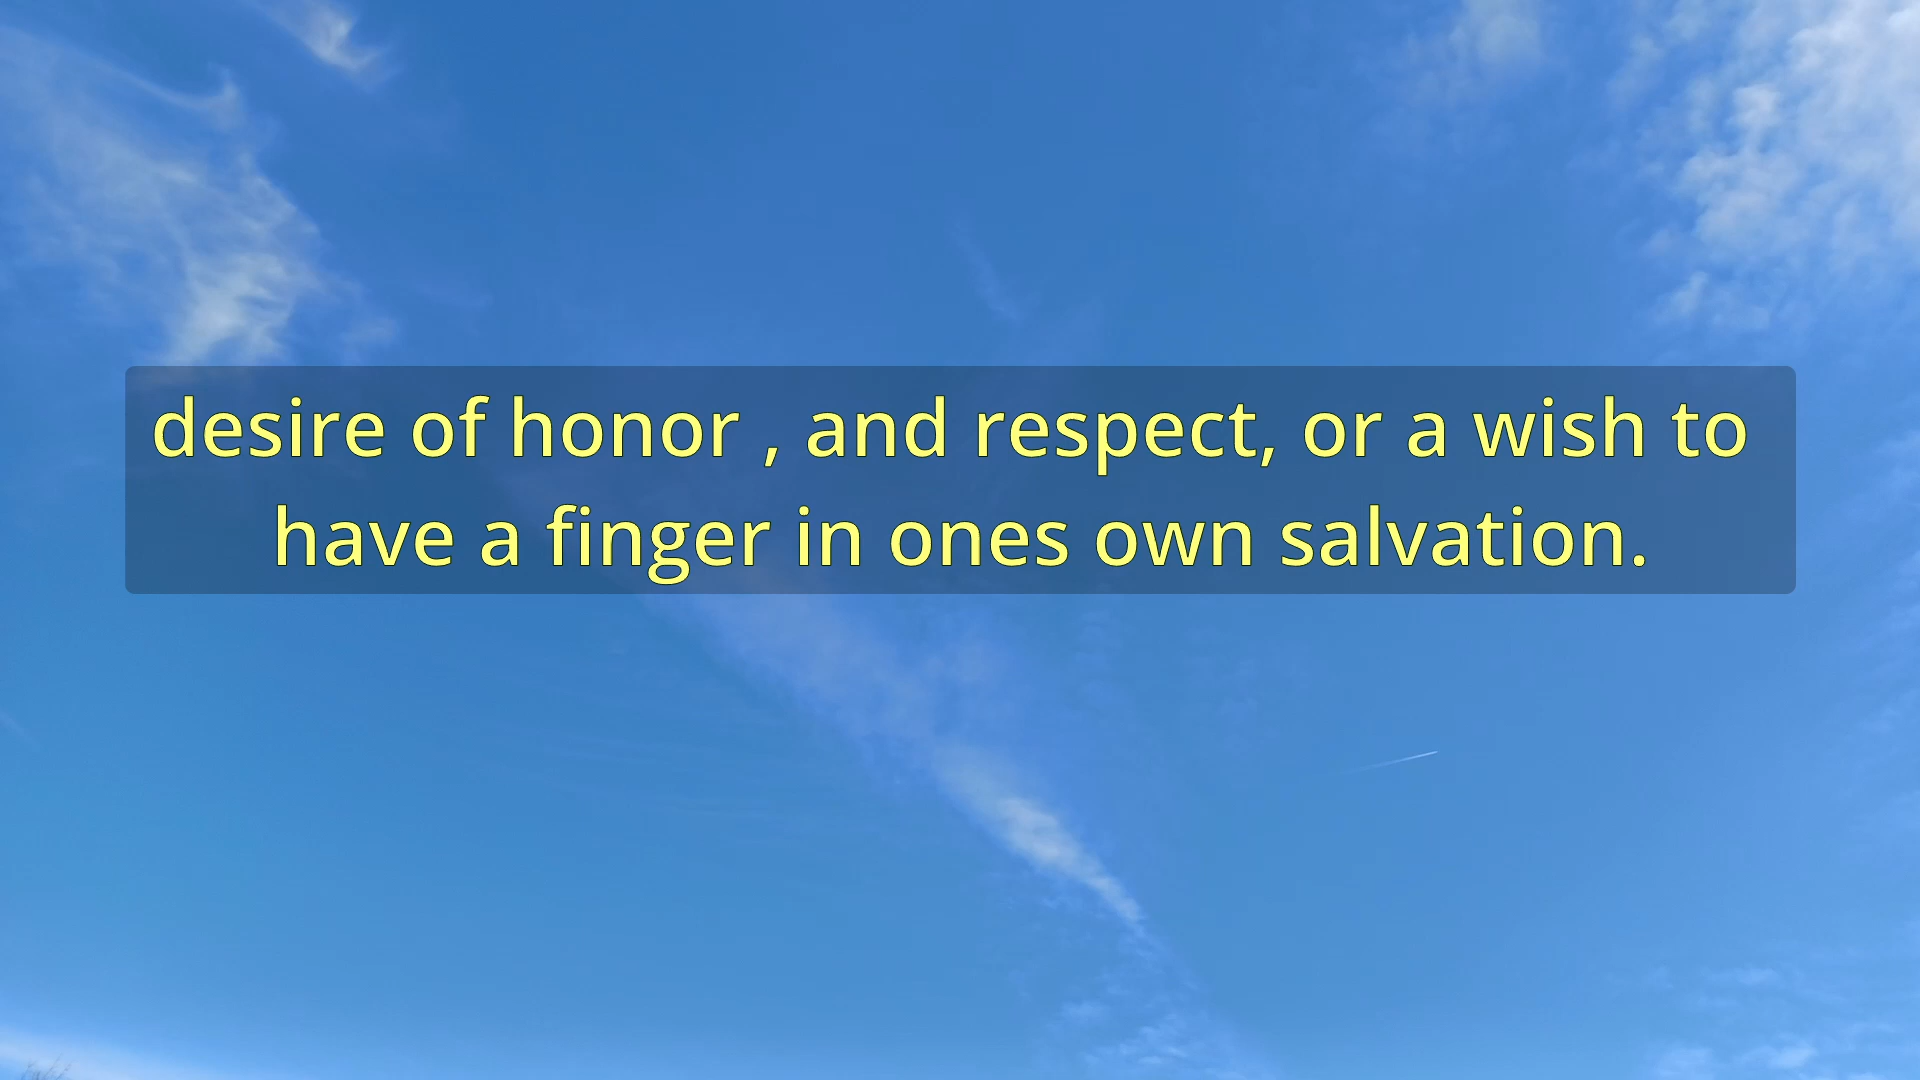 desire of honor , and respect, or a wish to
have a finger in ones own salvation.